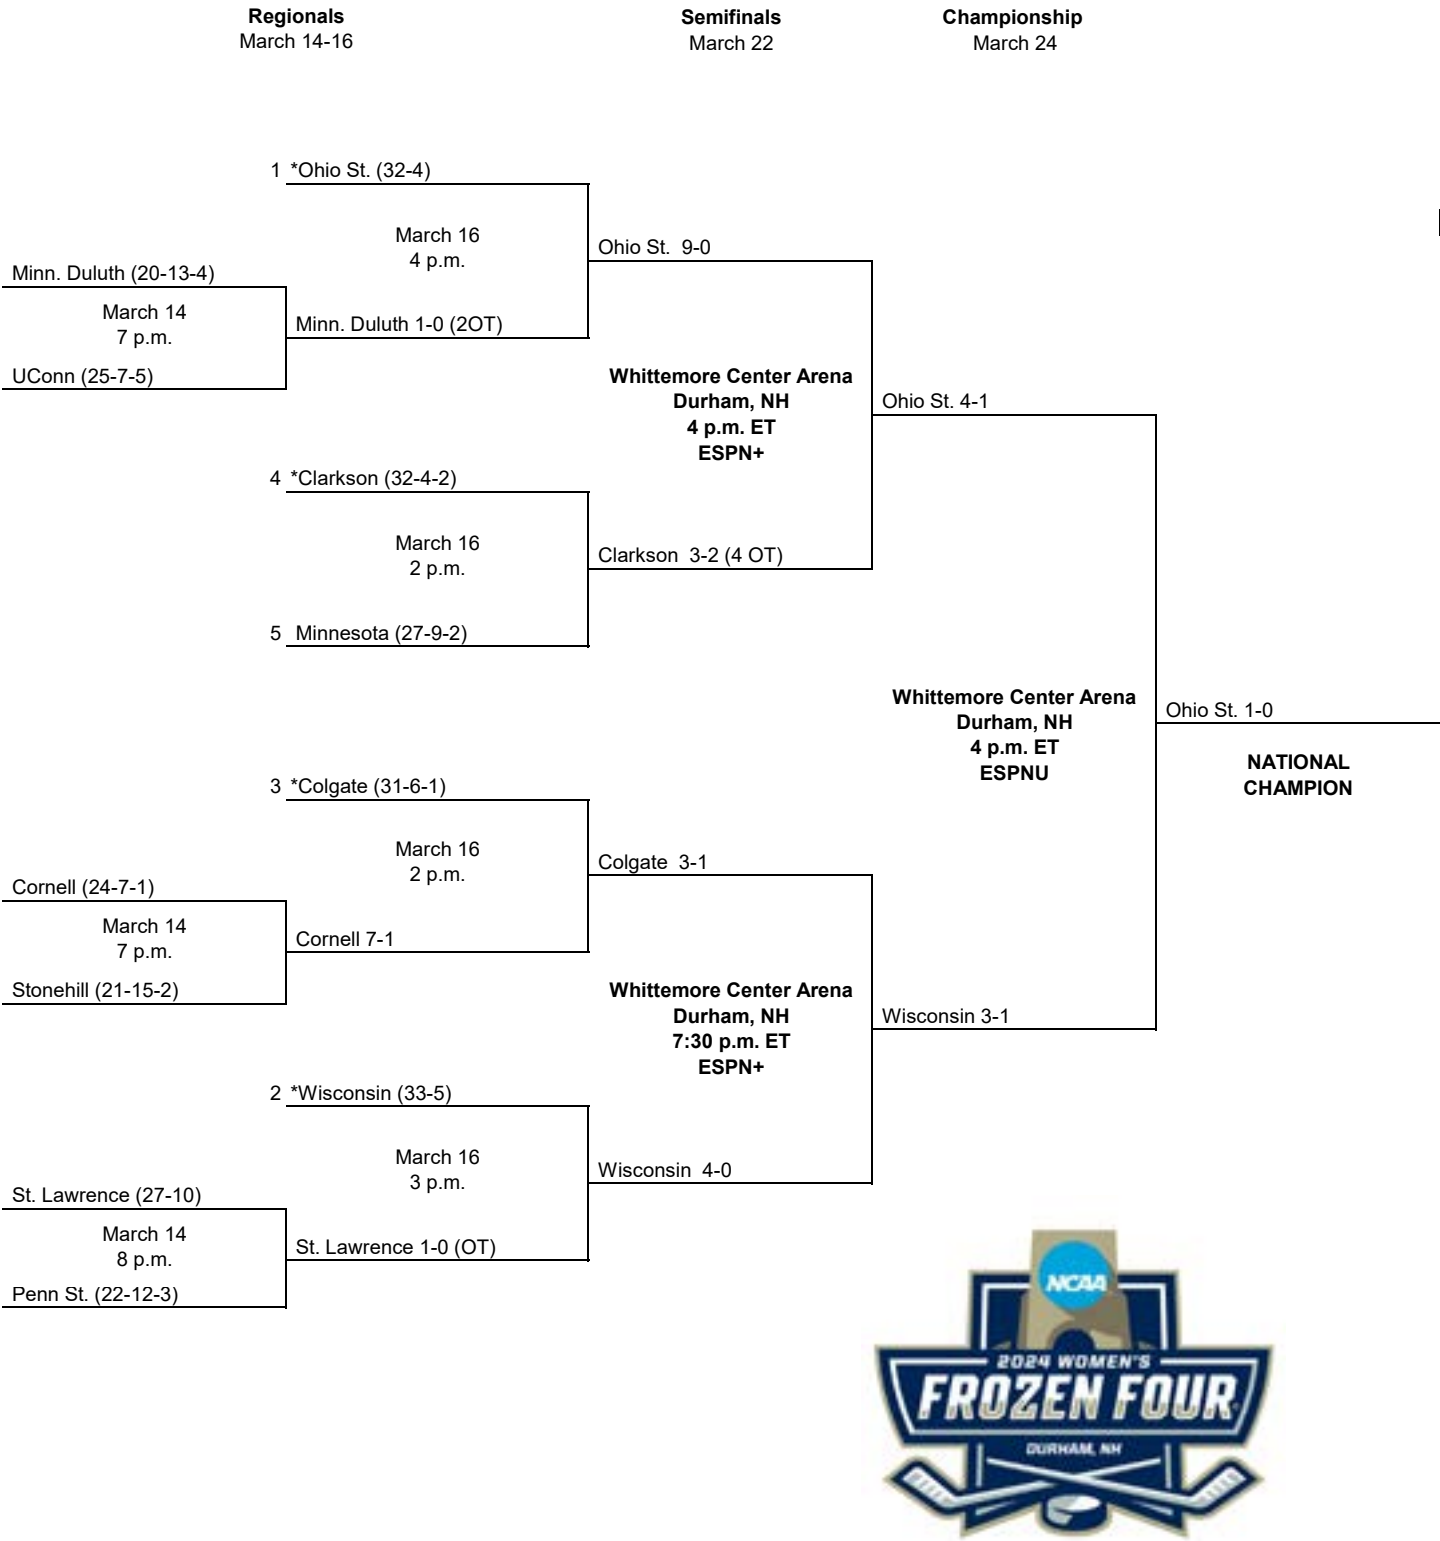 Regionals
March 14-16
Semifinals
March 22
Championship
March 24
1 *Ohio St. (32-4)
March 16
4 p.m.
Ohio St. 9-0
Minn. Duluth (20-13-4)
March 14
7 p.m.
Minn. Duluth 1-0 (2OT)
UConn (25-7-5)
Whittemore Center Arena
Durham, NH
4 p.m. ET
ESPN+
Ohio St. 4-1
4 *Clarkson (32-4-2)
March 16
2 p.m.
Clarkson 3-2 (4 OT)
5 Minnesota (27-9-2)
Whittemore Center Arena
Durham, NH
4 p.m. ET
ESPNU
Ohio St. 1-0
NATIONAL
CHAMPION
3 *Colgate (31-6-1)
March 16
2 p.m.
Colgate 3-1
Cornell (24-7-1)
March 14
7 p.m.
Cornell 7-1
Stonehill (21-15-2)
Whittemore Center Arena
Durham, NH
7:30 p.m. ET
ESPN+
Wisconsin 3-1
2 *Wisconsin (33-5)
March 16
3 p.m.
Wisconsin 4-0
St. Lawrence (27-10)
March 14
8 p.m.
St. Lawrence 1-0 (OT)
Penn St. (22-12-3)
NCAA
2024 WOMEN'S
FROZEN FOUR
DURHAM, NH